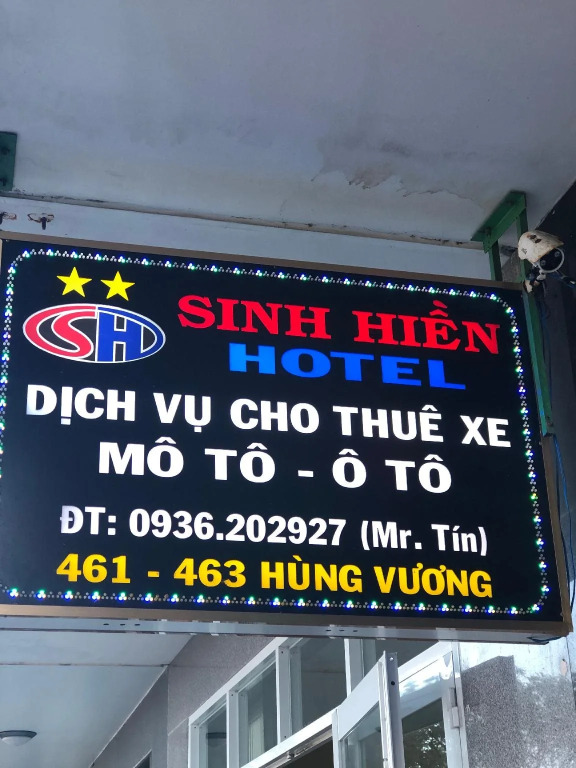 SH
SINH HIỀN
HOTEL
DỊCH VỤ CHO THUÊ XE
MÔ TÔ - Ô TÔ
ĐT: 0936.202927 (Mr. Tín)
461 - 463 HÙNG VƯƠNG